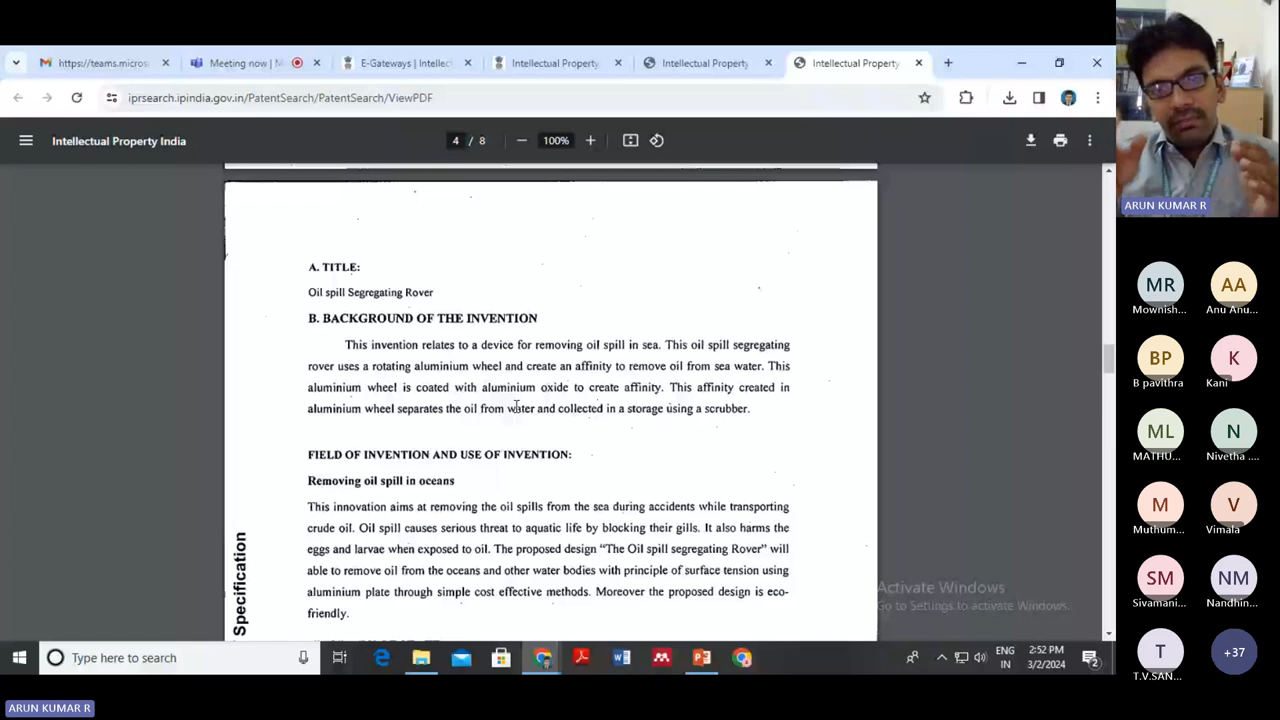 https://teams.micros
Meeting now | M
E-Gateways | Intellect
Intellectual Property
Intellectual Property
Intellectual Property
iprsearch.ipindia.gov.in/PatentSearch/PatentSearch/ViewPDF
Intellectual Property India
4 / 8
100%
A. TITLE:
Oil spill Segregating Rover
B. BACKGROUND OF THE INVENTION
This invention relates to a device for removing oil spill in sea. This oil spill segregating
rover uses a rotating aluminium wheel and create an affinity to remove oil from sea water. This
aluminium wheel is coated with aluminium oxide to create affinity. This affinity created in
aluminium wheel separates the oil from water and collected in a storage using a scrubber.
FIELD OF INVENTION AND USE OF INVENTION:
Removing oil spill in oceans
This innovation aims at removing the oil spills from the sea during accidents while transporting
crude oil. Oil spill causes serious threat to aquatic life by blocking their gills. It also harms the
eggs and larvae when exposed to oil. The proposed design “The Oil spill segregating Rover” will
able to remove oil from the oceans and other water bodies with principle of surface tension using
aluminium plate through simple cost effective methods. Moreover the proposed design is eco-
friendly.
Specification
Activate Windows
Go to Settings to activate Windows.
Type here to search
ENG
IN
2:52 PM
3/2/2024
2
ARUN KUMAR R
MR
Mownish...
AA
Anu Anu...
BP
B pavithra
K
Kani
ML
MATHU...
N
Nivetha ....
M
Muthum...
V
Vimala
SM
Sivamani...
NM
Nandhin...
T
T.V.SAN...
+37
ARUN KUMAR R